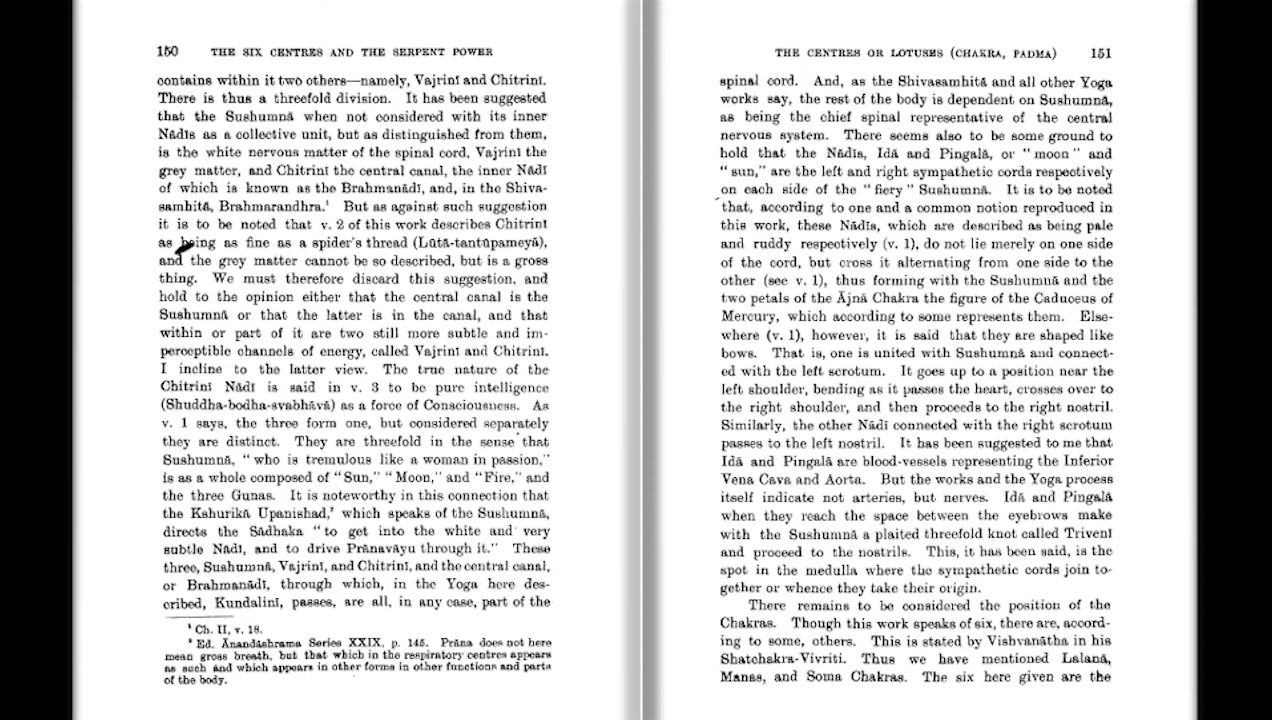 150 THE SIX CENTRES AND THE SERPENT POWER
contains within it two others—namely, Vajrinī and Chitrinī.
There is thus a threefold division. It has been suggested
that the Sushumnā when not considered with its inner
Nādis as a collective unit, but as distinguished from them,
is the white nervous matter of the spinal cord, Vajrinī the
grey matter, and Chitrinī the central canal, the inner Nādī
of which is known as the Brahmanādī, and, in the Shiva-
samhitā, Brahmarandhra.¹ But as against such suggestion
it is to be noted that v. 2 of this work describes Chitrinī
as being as fine as a spider's thread (Lūtā-tantūpameyā),
and the grey matter cannot be so described, but is a gross
thing. We must therefore discard this suggestion, and
hold to the opinion either that the central canal is the
Sushumnā or that the latter is in the canal, and that
within or part of it are two still more subtle and im-
perceptible channels of energy, called Vajrinī and Chitrinī.
I incline to the latter view. The true nature of the
Chitrinī Nādī is said in v. 3 to be pure intelligence
(Shuddha-bodha-svabhāvā) as a force of Consciousness. As
v. 1 says, the three form one, but considered separately
they are distinct. They are threefold in the sense that
Sushumnā, "who is tremulous like a woman in passion,"
is as a whole composed of "Sun," "Moon," and "Fire," and
the three Gunas. It is noteworthy in this connection that
the Kshurikā Upanishad,² which speaks of the Sushumnā,
directs the Sādhaka "to get into the white and very
subtle Nādī, and to drive Prānavāyu through it." These
three, Sushumnā, Vajrinī, and Chitrinī, and the central canal,
or Brahmanādī, through which, in the Yoga here des-
cribed, Kundalinī, passes, are all, in any case, part of the
¹ Ch. II, v. 18.
² Ed. Ānandāshrama Series XXIX, p. 145. Prāna does not here
mean gross breath, but that which in the respiratory centres appears
as such and which appears in other forms in other functions and parts
of the body.
THE CENTRES OR LOTUSES (CHAKRA, PADMA) 151
spinal cord. And, as the Shivasamhitā and all other Yoga
works say, the rest of the body is dependent on Sushumnā,
as being the chief spinal representative of the central
nervous system. There seems also to be some ground to
hold that the Nādīs, Idā and Pingalā, or "moon" and
"sun," are the left and right sympathetic cords respectively
on each side of the "fiery" Sushumnā. It is to be noted
that, according to one and a common notion reproduced in
this work, these Nādīs, which are described as being pale
and ruddy respectively (v. 1), do not lie merely on one side
of the cord, but cross it alternating from one side to the
other (see v. 1), thus forming with the Sushumnā and the
two petals of the Ājnā Chakra the figure of the Caduceus of
Mercury, which according to some represents them. Else-
where (v. 1), however, it is said that they are shaped like
bows. That is, one is united with Sushumnā and connect-
ed with the left scrotum. It goes up to a position near the
left shoulder, bending as it passes the heart, crosses over to
the right shoulder, and then proceeds to the right nostril.
Similarly, the other Nādī connected with the right scrotum
passes to the left nostril. It has been suggested to me that
Idā and Pingalā are blood-vessels representing the Inferior
Vena Cava and Aorta. But the works and the Yoga process
itself indicate not arteries, but nerves. Idā and Pingalā
when they reach the space between the eyebrows make
with the Sushumnā a plaited threefold knot called Trivenī
and proceed to the nostrils. This, it has been said, is the
spot in the medulla where the sympathetic cords join to-
gether or whence they take their origin.
There remains to be considered the position of the
Chakras. Though this work speaks of six, there are, accord-
ing to some, others. This is stated by Vishvanātha in his
Shatchakra-Vivriti. Thus we have mentioned Lalanā,
Manas, and Soma Chakras. The six here given are the